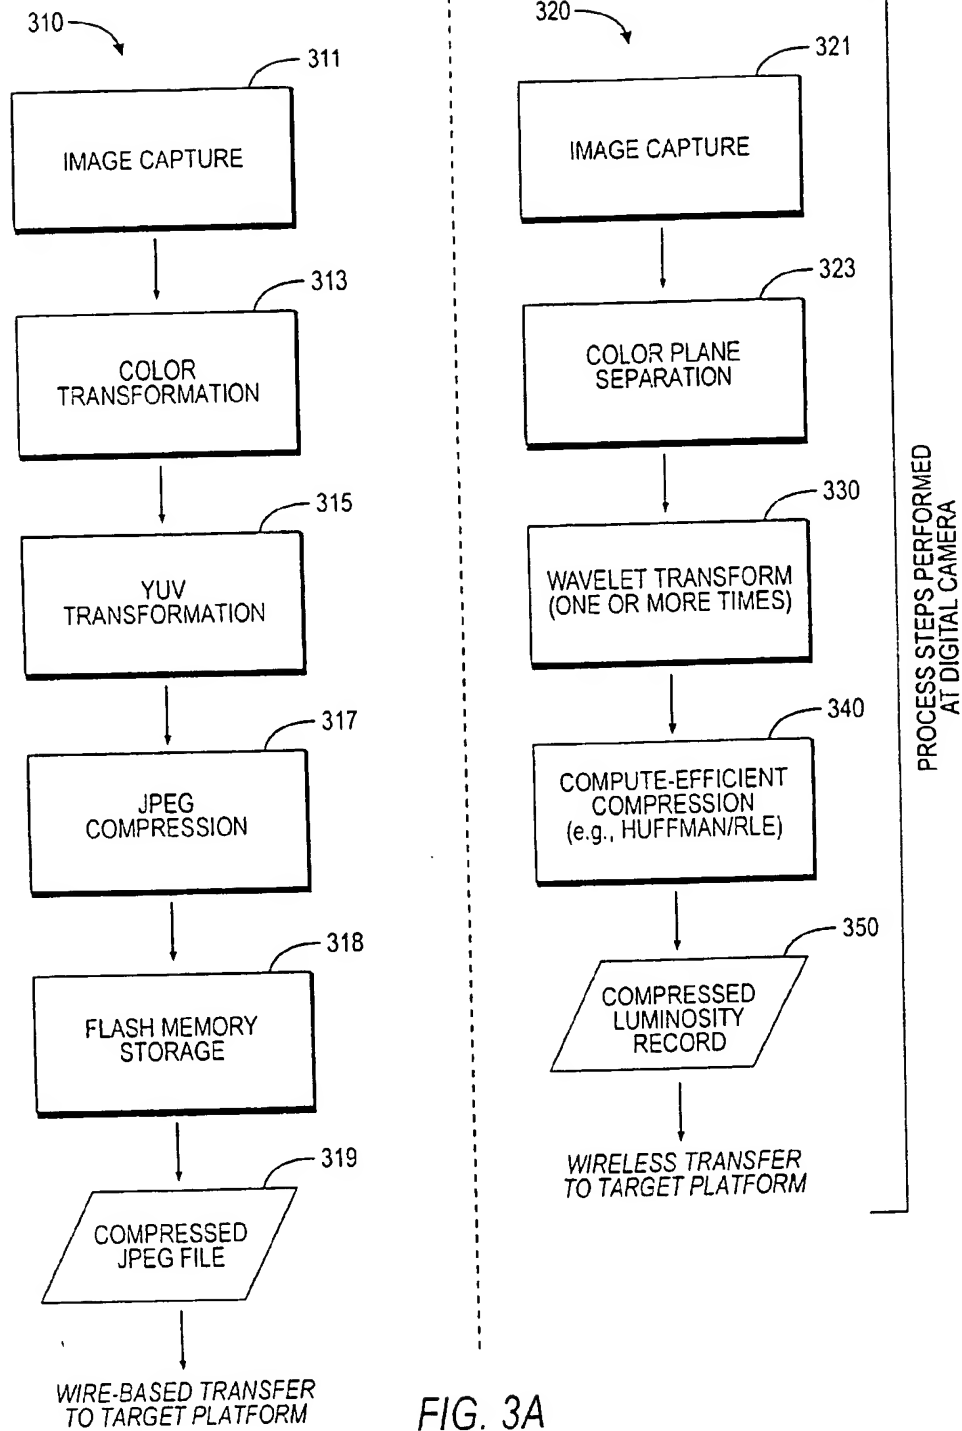 310
311
IMAGE CAPTURE
313
COLOR
TRANSFORMATION
315
YUV
TRANSFORMATION
317
JPEG
COMPRESSION
318
FLASH MEMORY
STORAGE
319
COMPRESSED
JPEG FILE
WIRE-BASED TRANSFER
TO TARGET PLATFORM
320
321
IMAGE CAPTURE
323
COLOR PLANE
SEPARATION
330
WAVELET TRANSFORM
(ONE OR MORE TIMES)
340
COMPUTE-EFFICIENT
COMPRESSION
(e.g., HUFFMAN/RLE)
350
COMPRESSED
LUMINOSITY
RECORD
WIRELESS TRANSFER
TO TARGET PLATFORM
PROCESS STEPS PERFORMED
AT DIGITAL CAMERA
FIG. 3A